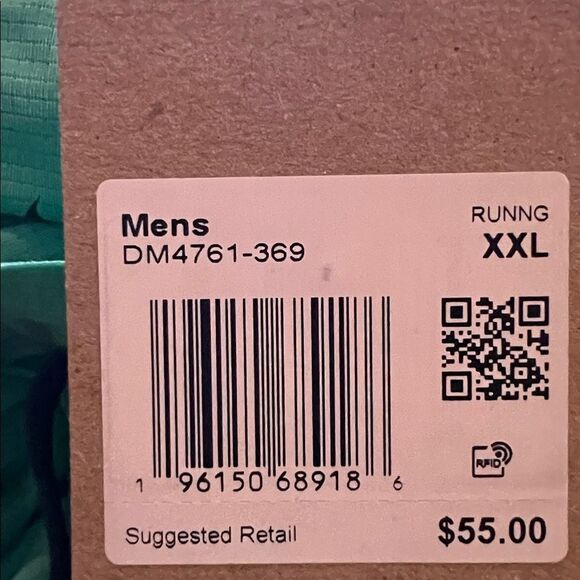 Mens
DM4761-369
RUNNG
XXL
1 96150 68918 6
RFID
Suggested Retail
$55.00